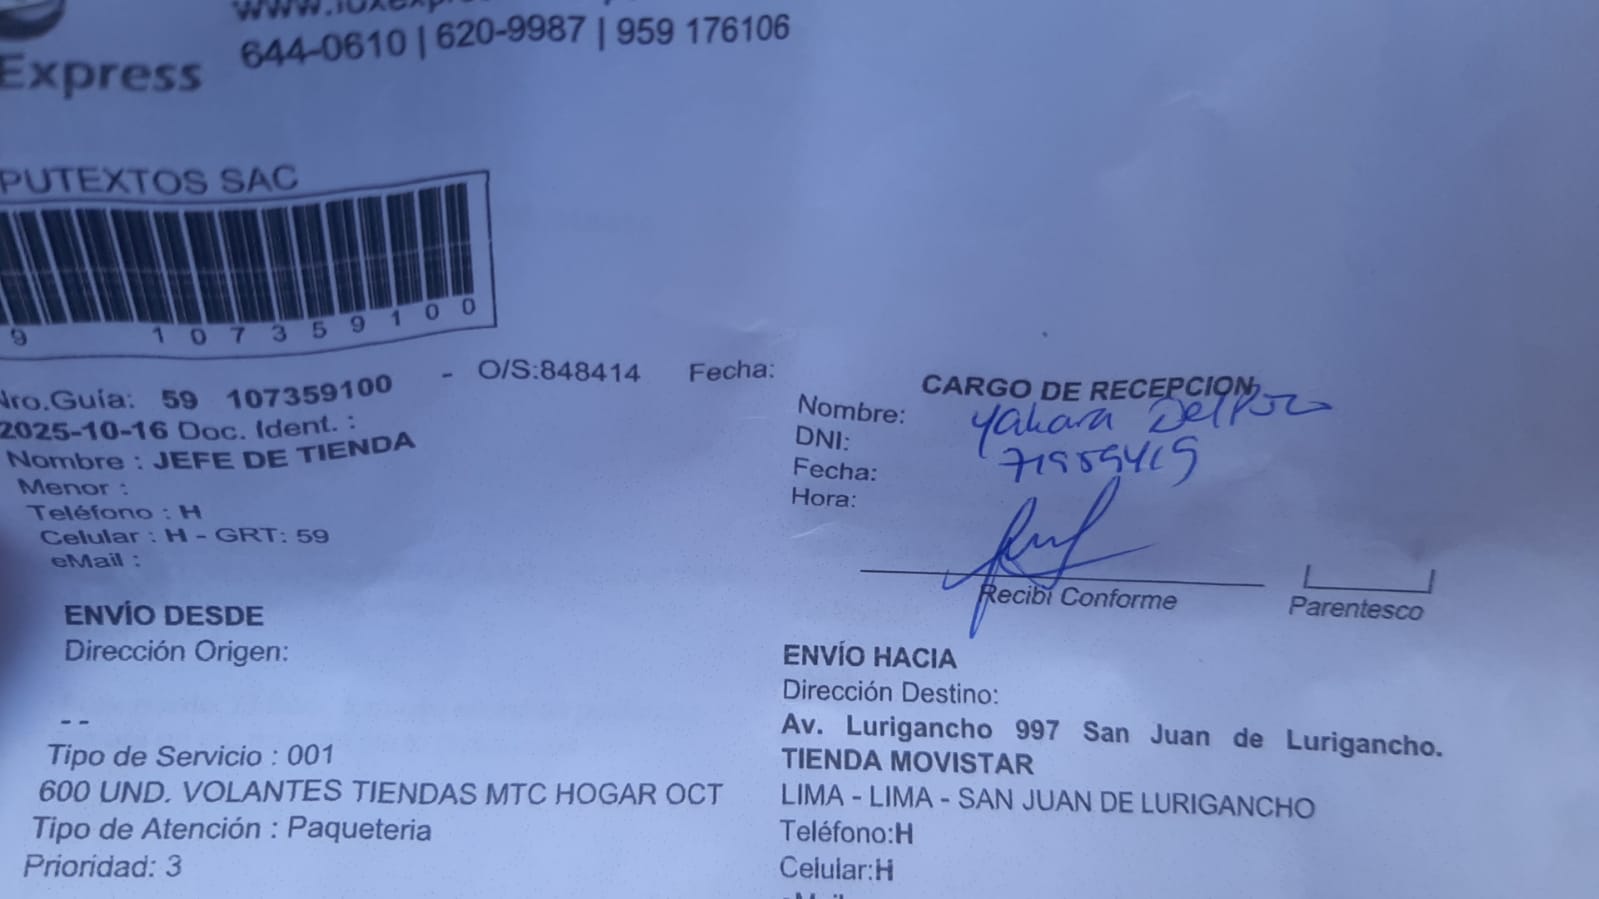 644-0610 | 620-9987 | 959 176106
Express
PUTEXTOS SAC
9 107359100
Nro.Guía: 59 107359100 - O/S:848414 Fecha:
2025-10-16 Doc. Ident. :
Nombre : JEFE DE TIENDA
Menor :
Teléfono : H
Celular : H - GRT: 59
eMail :
CARGO DE RECEPCION
Nombre: Yahara
DNI:
Fecha:
Hora:
Recibi Conforme
Parentesco
ENVÍO DESDE
Dirección Origen:
--
Tipo de Servicio : 001
600 UND. VOLANTES TIENDAS MTC HOGAR OCT
Tipo de Atención : Paqueteria
Prioridad: 3
ENVÍO HACIA
Dirección Destino:
Av. Lurigancho 997 San Juan de Lurigancho.
TIENDA MOVISTAR
LIMA - LIMA - SAN JUAN DE LURIGANCHO
Teléfono:H
Celular:H